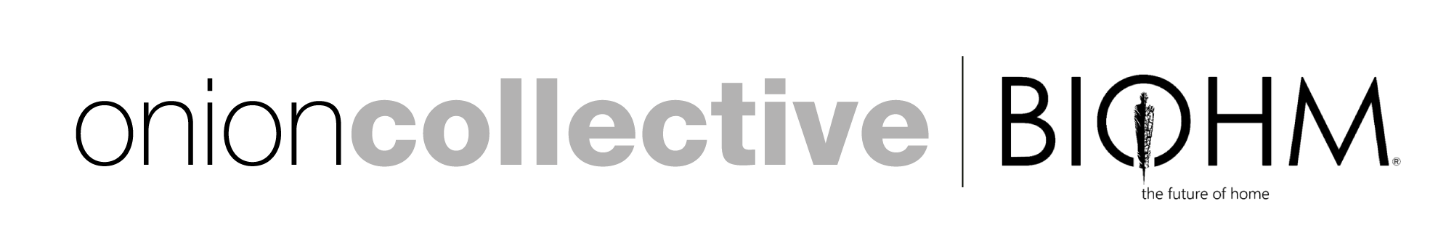 onioncollective
BIOHM®
the future of home